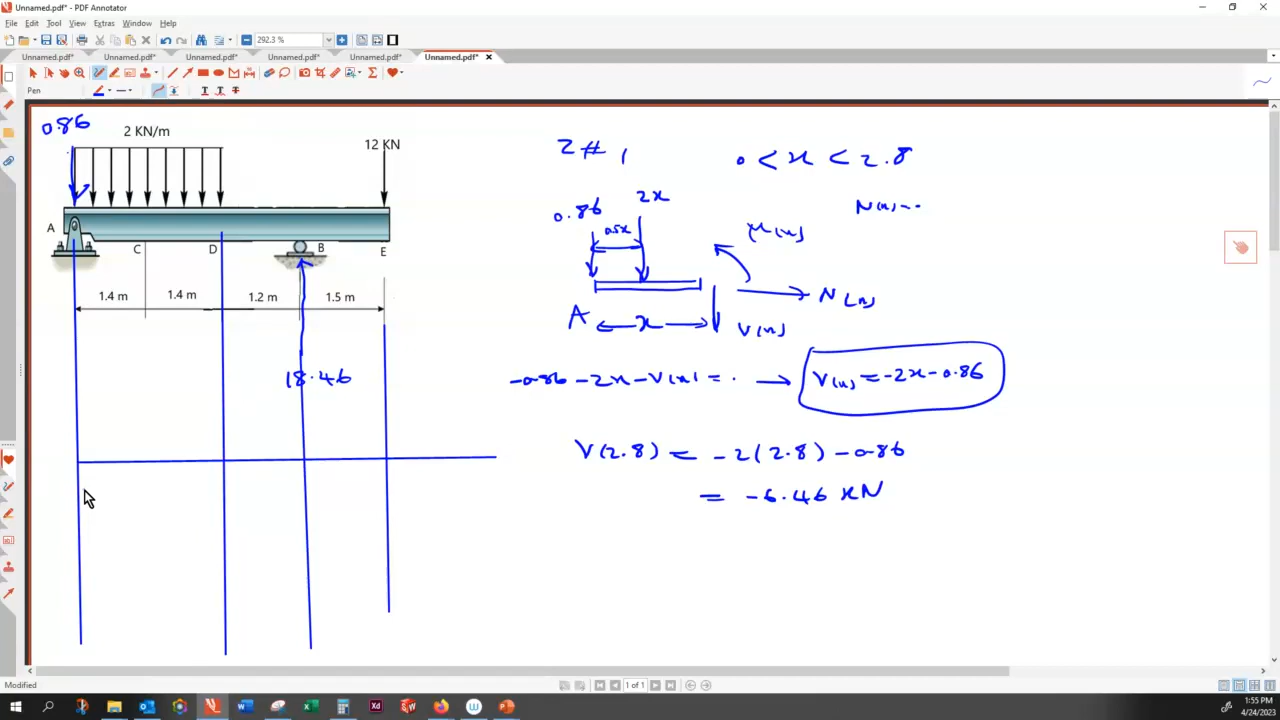 Unnamed.pdf* - PDF Annotator
File Edit Tool View Extras Window Help
292.3 %
Unnamed.pdf* Unnamed.pdf* Unnamed.pdf* Unnamed.pdf* Unnamed.pdf* Unnamed.pdf*
Pen
0.86
2 KN/m
12 KN
A
C
D
B
E
1.4 m
1.4 m
1.2 m
1.5 m
18.46
Z # 1
0 < x < 2.8
0.86
2x
0.5x
N(x)...
M(x)
N(x)
A
x
V(x)
-0.86 - 2x - V(x) = 0 → V(x) = -2x - 0.86
V(2.8) = -2(2.8) - 0.86
= -6.46 KN
1 of 1
Modified
Xd
W
1:55 PM
4/24/2023